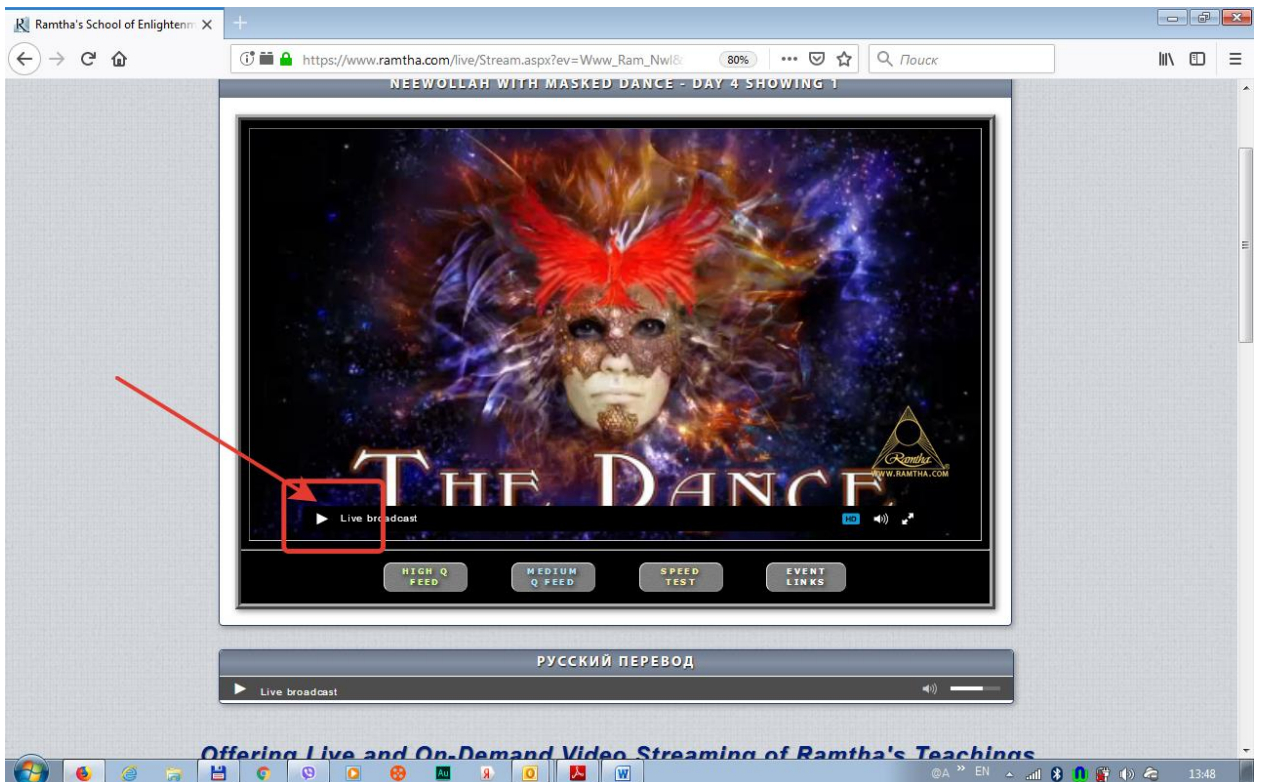 Ramtha's School of Enlightenm
https://www.ramtha.com/live/Stream.aspx?ev=Www_Ram_Nwl&
80%
Поиск
NEEWOLLAH WITH MASKED DANCE - DAY 4 SHOWING 1
Ramtha
WWW.RAMTHA.COM
THE DANCE
Live broadcast
HD
HIGH Q
FEED
MEDIUM
Q FEED
SPEED
TEST
EVENT
LINKS
РУССКИЙ ПЕРЕВОД
Live broadcast
Offering Live and On-Demand Video Streaming of Ramtha's Teachings
@A » EN
13:48